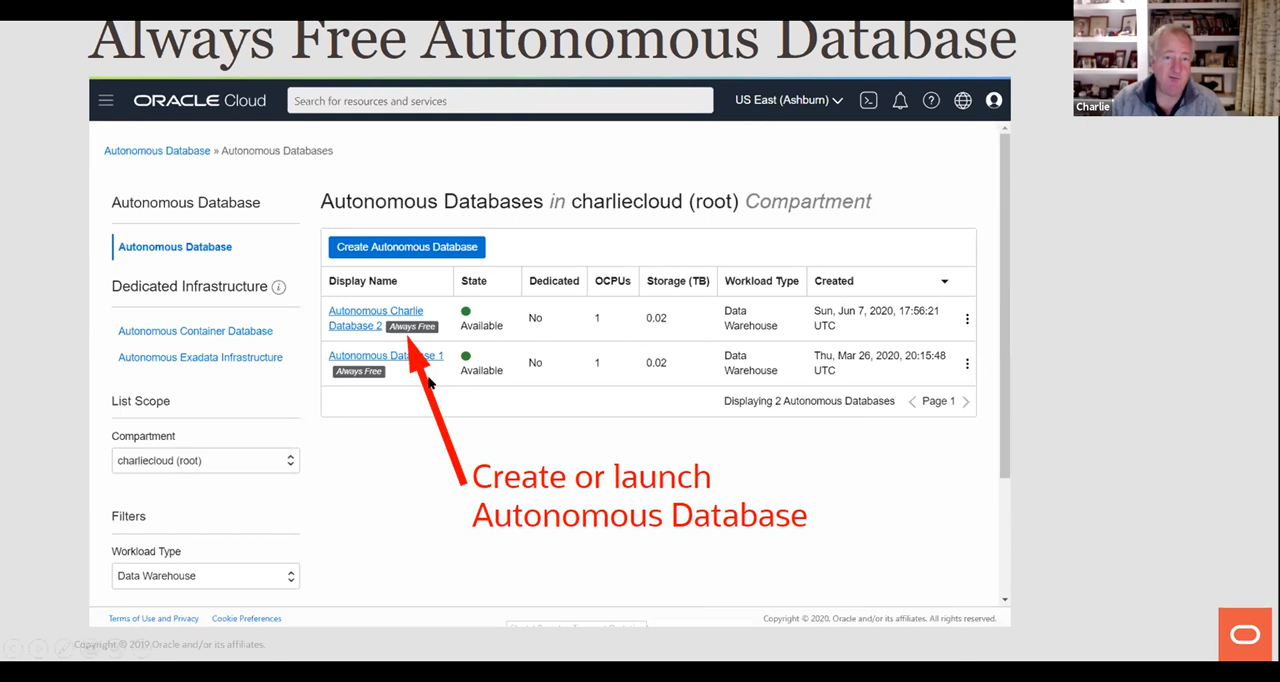 Always Free Autonomous Database
Charlie
ORACLE Cloud
Search for resources and services
US East (Ashburn)
Autonomous Database » Autonomous Databases
Autonomous Database
Autonomous Database
Dedicated Infrastructure
Autonomous Container Database
Autonomous Exadata Infrastructure
List Scope
Compartment
charliecloud (root)
Filters
Workload Type
Data Warehouse
Autonomous Databases in charliecloud (root) Compartment
Create Autonomous Database
Display Name State Dedicated OCPUs Storage (TB) Workload Type Created
Autonomous Charlie
Database 2 Always Free
Available
No
1
0.02
Data
Warehouse
Sun, Jun 7, 2020, 17:56:21
UTC
Autonomous Database 1
Always Free
Available
No
1
0.02
Data
Warehouse
Thu, Mar 26, 2020, 20:15:48
UTC
Displaying 2 Autonomous Databases < Page 1 >
Create or launch
Autonomous Database
Terms of Use and Privacy Cookie Preferences
Copyright © 2020, Oracle and/or its affiliates. All rights reserved.
Copyright © 2019 Oracle and/or its affiliates.